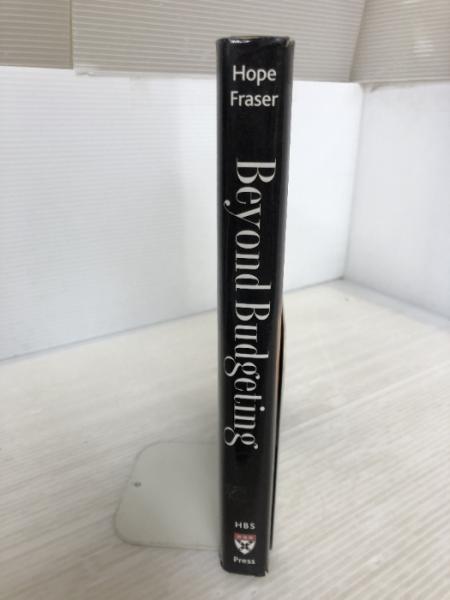 Hope
Fraser
Beyond Budgeting
HBS
Press